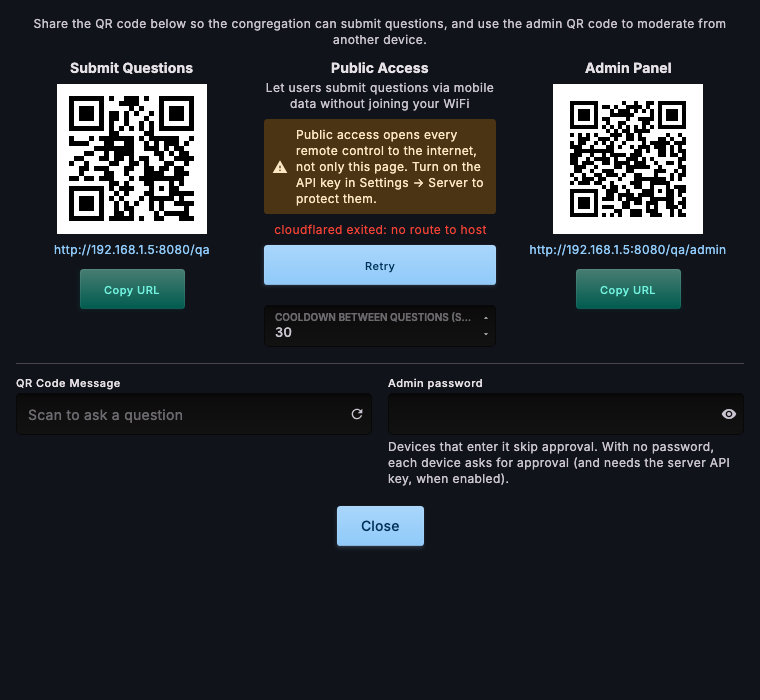 Share the QR code below so the congregation can submit questions, and use the admin QR code to moderate from
another device.
Submit Questions
http://192.168.1.5:8080/qa
Copy URL
Public Access
Let users submit questions via mobile
data without joining your WiFi
Public access opens every
remote control to the internet,
not only this page. Turn on the
API key in Settings → Server to
protect them.
cloudflared exited: no route to host
Retry
COOLDOWN BETWEEN QUESTIONS (S...
30
Admin Panel
http://192.168.1.5:8080/qa/admin
Copy URL
QR Code Message
Scan to ask a question
Admin password
Devices that enter it skip approval. With no password,
each device asks for approval (and needs the server API
key, when enabled).
Close